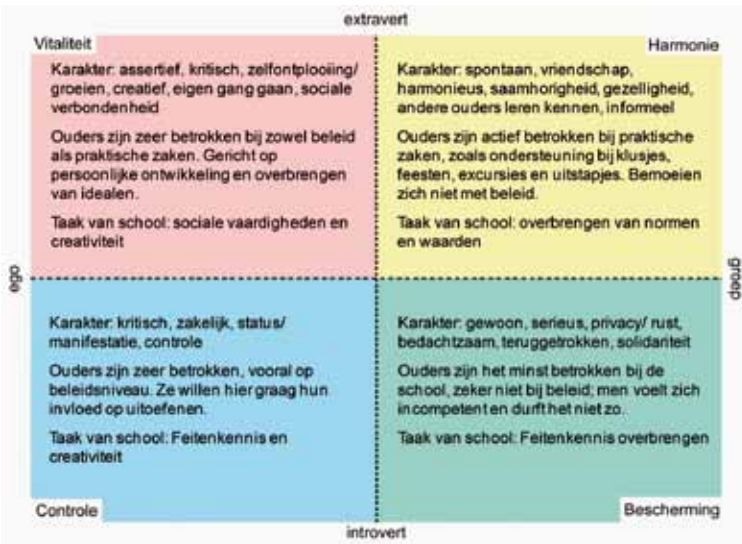 extravert
Vitaliteit
Karakter: assertief, kritisch, zelfontplooiing/
groeien, creatief, eigen gang gaan, sociale
verbondenheid
Ouders zijn zeer betrokken bij zowel beleid
als praktische zaken. Gericht op
persoonlijke ontwikkeling en overbrengen
van idealen.
Taak van school: sociale vaardigheden en
creativiteit
Harmonie
Karakter: spontaan, vriendschap,
harmonieus, saamhorigheid, gezelligheid,
andere ouders leren kennen, informeel
Ouders zijn actief betrokken bij praktische
zaken, zoals ondersteuning bij klusjes,
feesten, excursies en uitstapjes. Bemoeien
zich niet met beleid.
Taak van school: overbrengen van normen
en waarden
ego
groep
Karakter: kritisch, zakelijk, status/
manifestatie, controle
Ouders zijn zeer betrokken, vooral op
beleidsniveau. Ze willen hier graag hun
invloed op uitoefenen.
Taak van school: Feitenkennis en
creativiteit
Controle
Karakter: gewoon, serieus, privacy/ rust,
bedachtzaam, teruggetrokken, solidariteit
Ouders zijn het minst betrokken bij de
school, zeker niet bij beleid; men voelt zich
incompetent en durft het niet zo.
Taak van school: Feitenkennis overbrengen
Bescherming
introvert